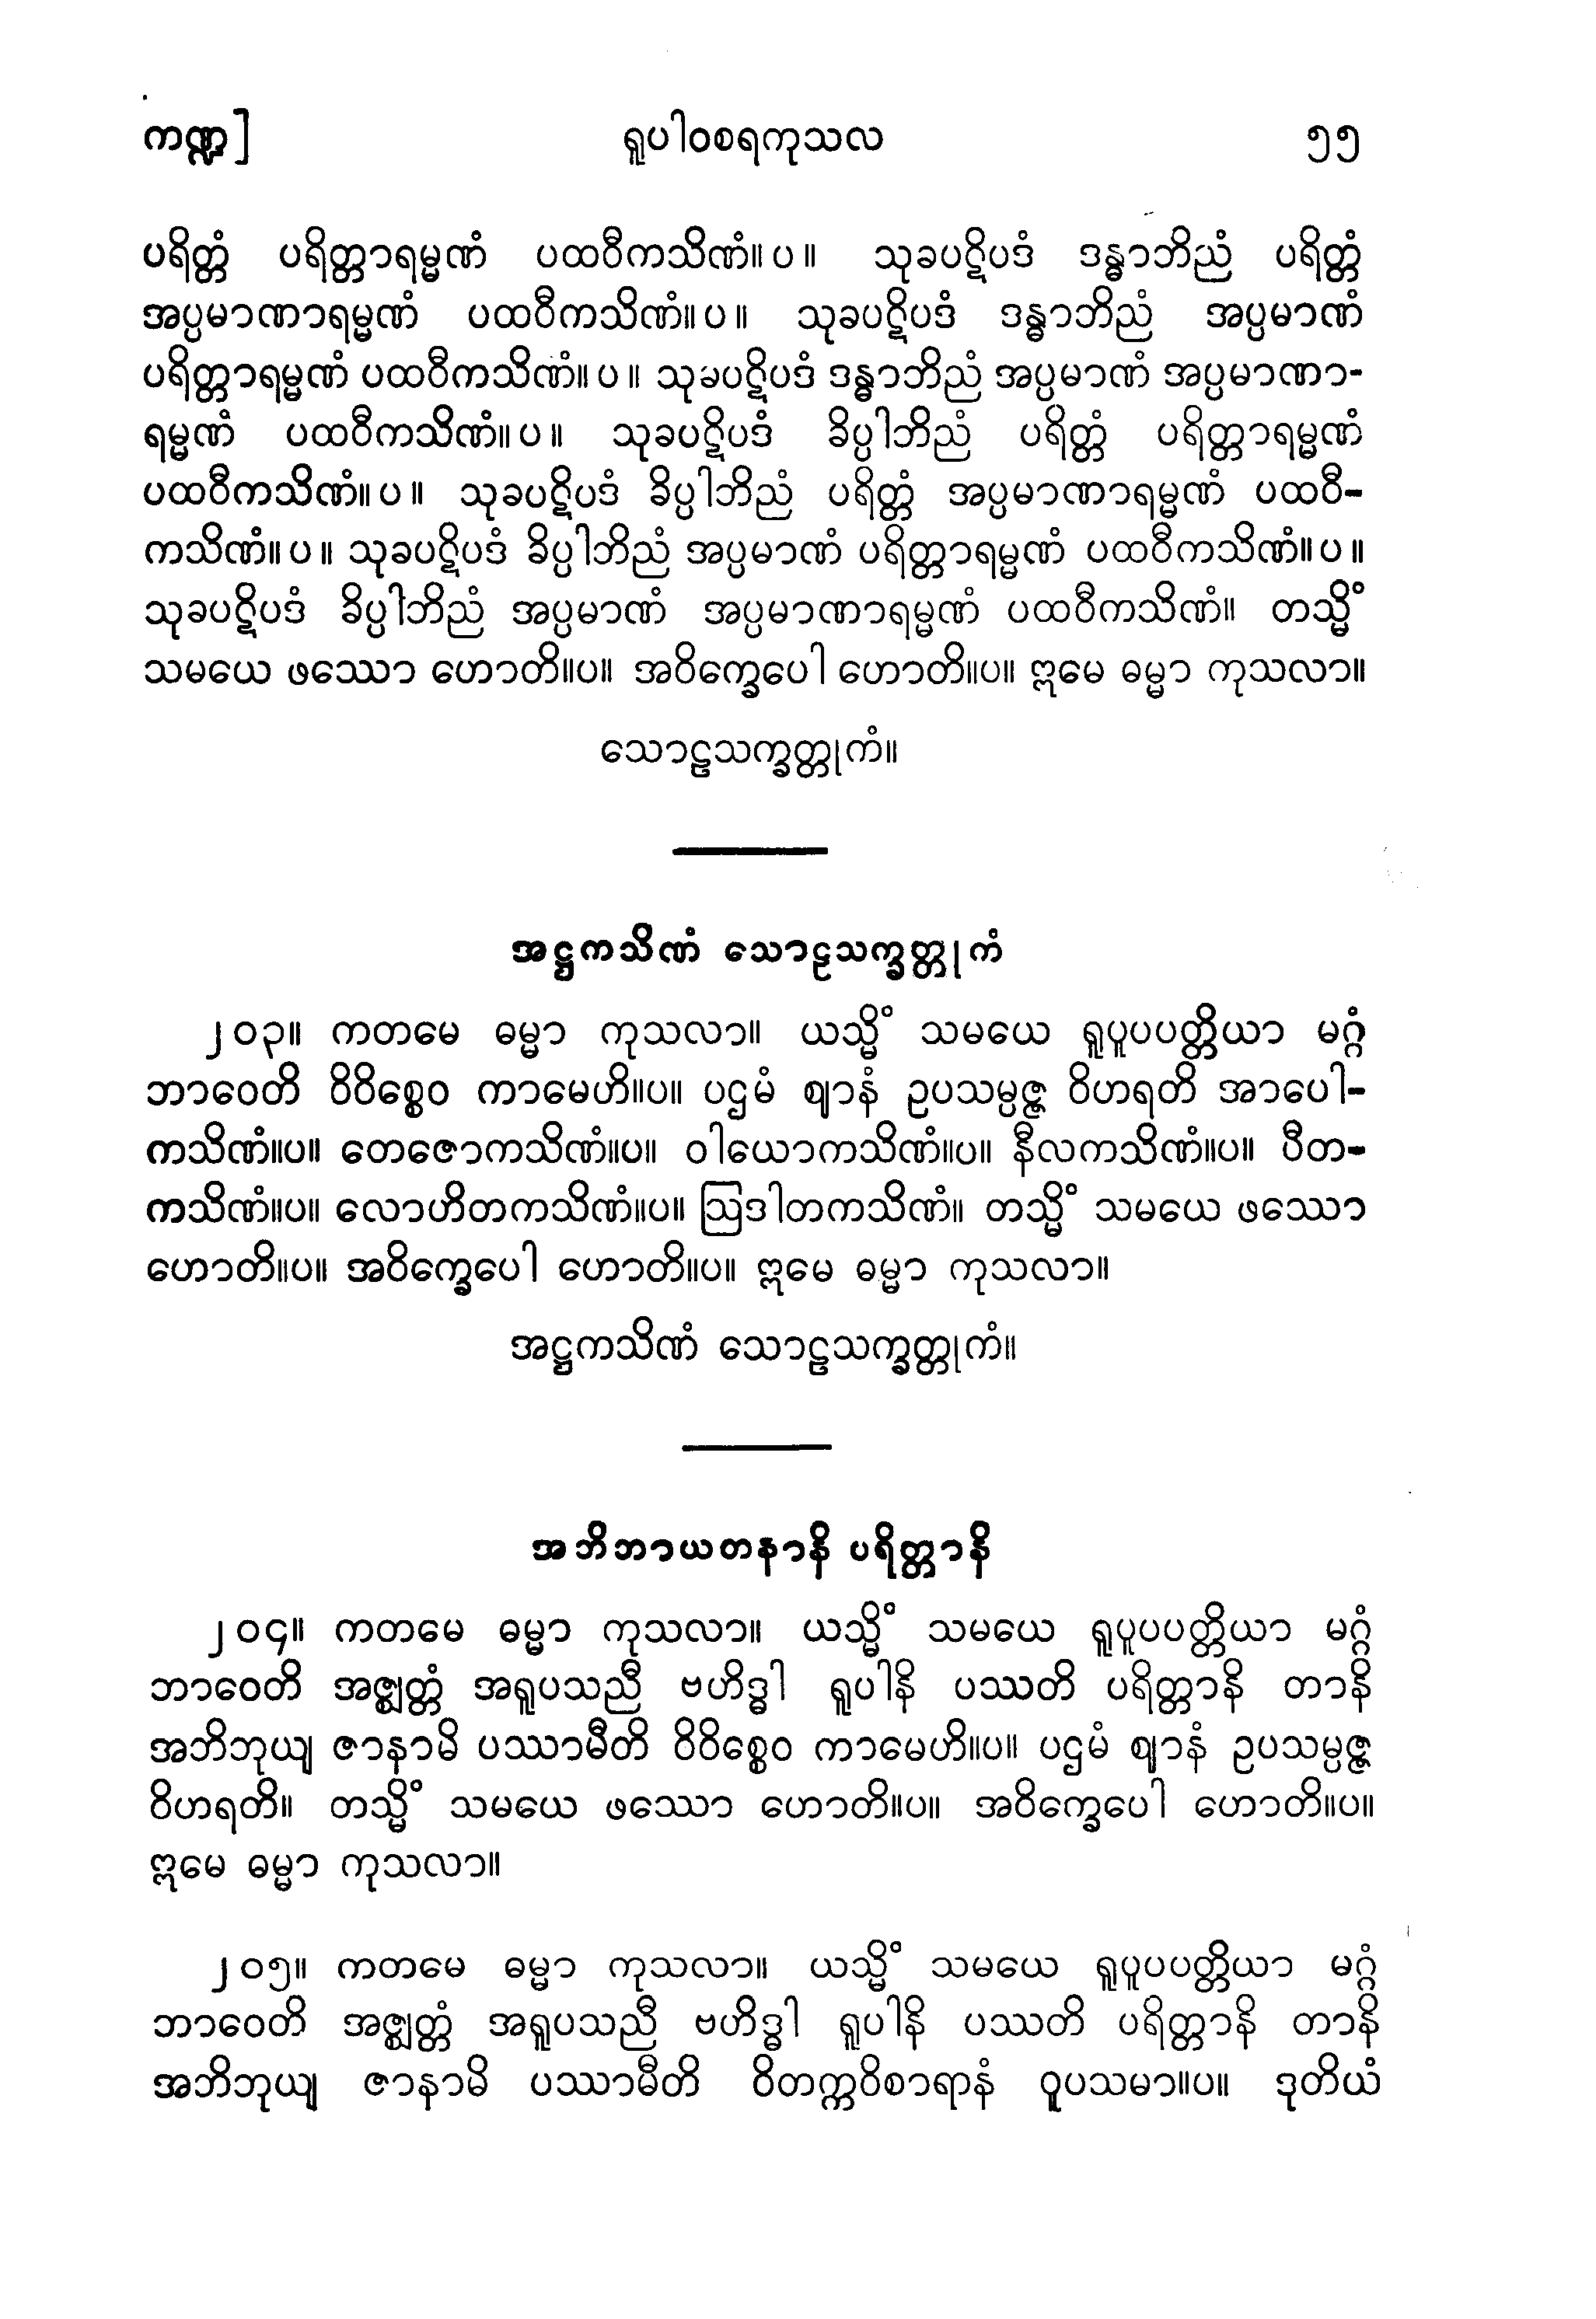 ကဏ္ဍ] ရူပါဝစရကုသလ ၅၅
ပရိတ္တံ ပရိတ္တာရမ္မဏံ ပထဝီကသိဏံ။ပ။ သုခပဋိပဒံ ဒန္ဓာဘိညံ ပရိတ္တံ
အပ္ပမာဏာရမ္မဏံ ပထဝီကသိဏံ။ပ။ သုခပဋိပဒံ ဒန္ဓာဘိညံ အပ္ပမာဏံ
ပရိတ္တာရမ္မဏံ ပထဝီကသိဏံ။ပ။ သုခပဋိပဒံ ဒန္ဓာဘိညံ အပ္ပမာဏံ အပ္ပမာဏာ-
ရမ္မဏံ ပထဝီကသိဏံ။ပ။ သုခပဋိပဒံ ခိပ္ပါဘိညံ ပရိတ္တံ ပရိတ္တာရမ္မဏံ
ပထဝီကသိဏံ။ပ။ သုခပဋိပဒံ ခိပ္ပါဘိညံ ပရိတ္တံ အပ္ပမာဏာရမ္မဏံ ပထဝီ-
ကသိဏံ။ပ။ သုခပဋိပဒံ ခိပ္ပါဘိညံ အပ္ပမာဏံ ပရိတ္တာရမ္မဏံ ပထဝီကသိဏံ။ပ။
သုခပဋိပဒံ ခိပ္ပါဘိညံ အပ္ပမာဏံ အပ္ပမာဏာရမ္မဏံ ပထဝီကသိဏံ။ တသ္မိံ
သမယေ ဖဿော ဟောတိ။ပ။ အဝိက္ခေပေါ ဟောတိ။ပ။ ဣမေ ဓမ္မာ ကုသလာ။
သောဠသက္ခတ္တုကံ။
အဋ္ဌကသိဏံ သောဠသက္ခတ္တုကံ
၂၀၃။ ကတမေ ဓမ္မာ ကုသလာ။ ယသ္မိံ သမယေ ရူပူပပတ္တိယာ မဂ္ဂံ
ဘာဝေတိ ဝိဝိစ္စေဝ ကာမေဟိ။ပ။ ပဌမံ ဈာနံ ဥပသမ္ပဇ္ဇ ဝိဟရတိ အာပေါ-
ကသိဏံ။ပ။ တေဇောကသိဏံ။ပ။ ဝါယောကသိဏံ။ပ။ နီလကသိဏံ။ပ။ ပီတ-
ကသိဏံ။ပ။ လောဟိတကသိဏံ။ပ။ ဩဒါတကသိဏံ။ တသ္မိံ သမယေ ဖဿော
ဟောတိ။ပ။ အဝိက္ခေပေါ ဟောတိ။ပ။ ဣမေ ဓမ္မာ ကုသလာ။
အဋ္ဌကသိဏံ သောဠသက္ခတ္တုကံ။
အဘိဘာယတနာနိ ပရိတ္တာနိ
၂၀၄။ ကတမေ ဓမ္မာ ကုသလာ။ ယသ္မိံ သမယေ ရူပူပပတ္တိယာ မဂ္ဂံ
ဘာဝေတိ အဇ္ဈတ္တံ အရူပသညီ ဗဟိဒ္ဓါ ရူပါနိ ပဿတိ ပရိတ္တာနိ တာနိ
အဘိဘုယျ ဇာနာမိ ပဿာမီတိ ဝိဝိစ္စေဝ ကာမေဟိ။ပ။ ပဌမံ ဈာနံ ဥပသမ္ပဇ္ဇ
ဝိဟရတိ။ တသ္မိံ သမယေ ဖဿော ဟောတိ။ပ။ အဝိက္ခေပေါ ဟောတိ။ပ။
ဣမေ ဓမ္မာ ကုသလာ။
၂၀၅။ ကတမေ ဓမ္မာ ကုသလာ။ ယသ္မိံ သမယေ ရူပူပပတ္တိယာ မဂ္ဂံ
ဘာဝေတိ အဇ္ဈတ္တံ အရူပသညီ ဗဟိဒ္ဓါ ရူပါနိ ပဿတိ ပရိတ္တာနိ တာနိ
အဘိဘုယျ ဇာနာမိ ပဿာမီတိ ဝိတက္ကဝိစာရာနံ ဝူပသမာ။ပ။ ဒုတိယံ